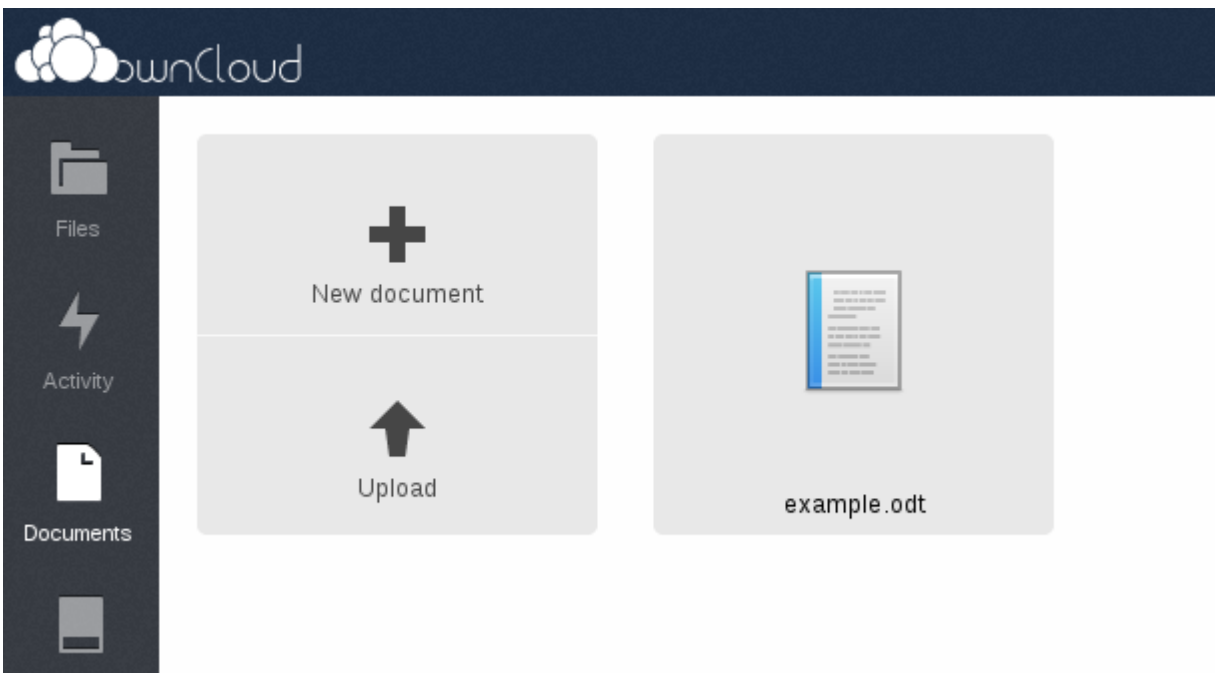 ownCloud
Files
Activity
Documents
New document
Upload
example.odt